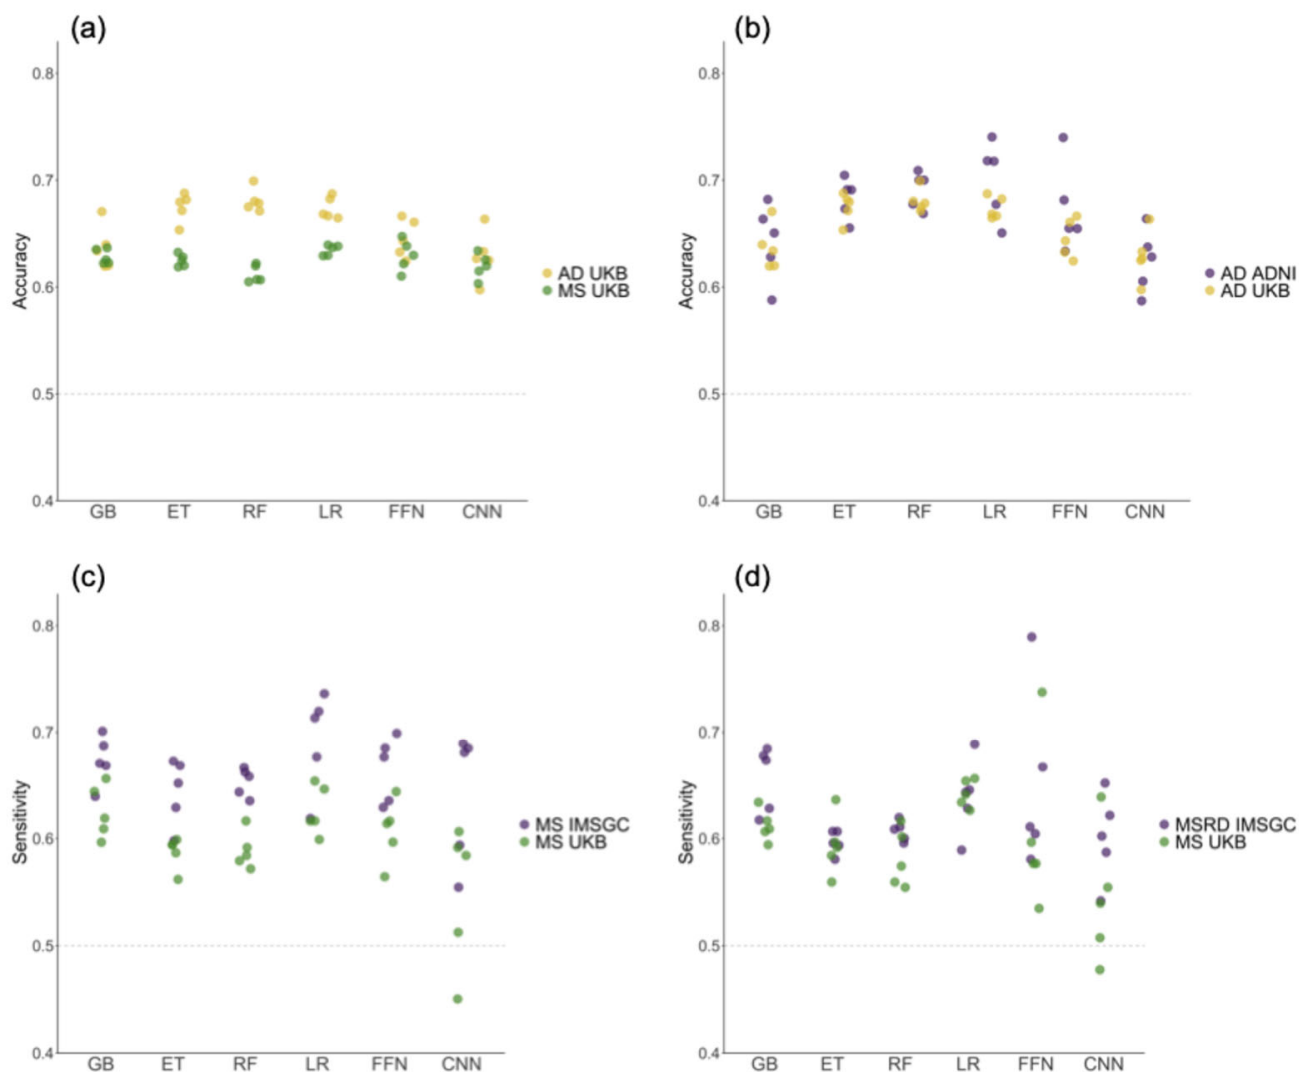 (a)
0.8
0.7
0.6
0.5
0.4
Accuracy
GB ET RF LR FFN CNN
AD UKB
MS UKB
(b)
0.8
0.7
0.6
0.5
0.4
Accuracy
GB ET RF LR FFN CNN
AD ADNI
AD UKB
(c)
0.8
0.7
0.6
0.5
0.4
Sensitivity
GB ET RF LR FFN CNN
MS IMSGC
MS UKB
(d)
0.8
0.7
0.6
0.5
0.4
Sensitivity
GB ET RF LR FFN CNN
MSRD IMSGC
MS UKB